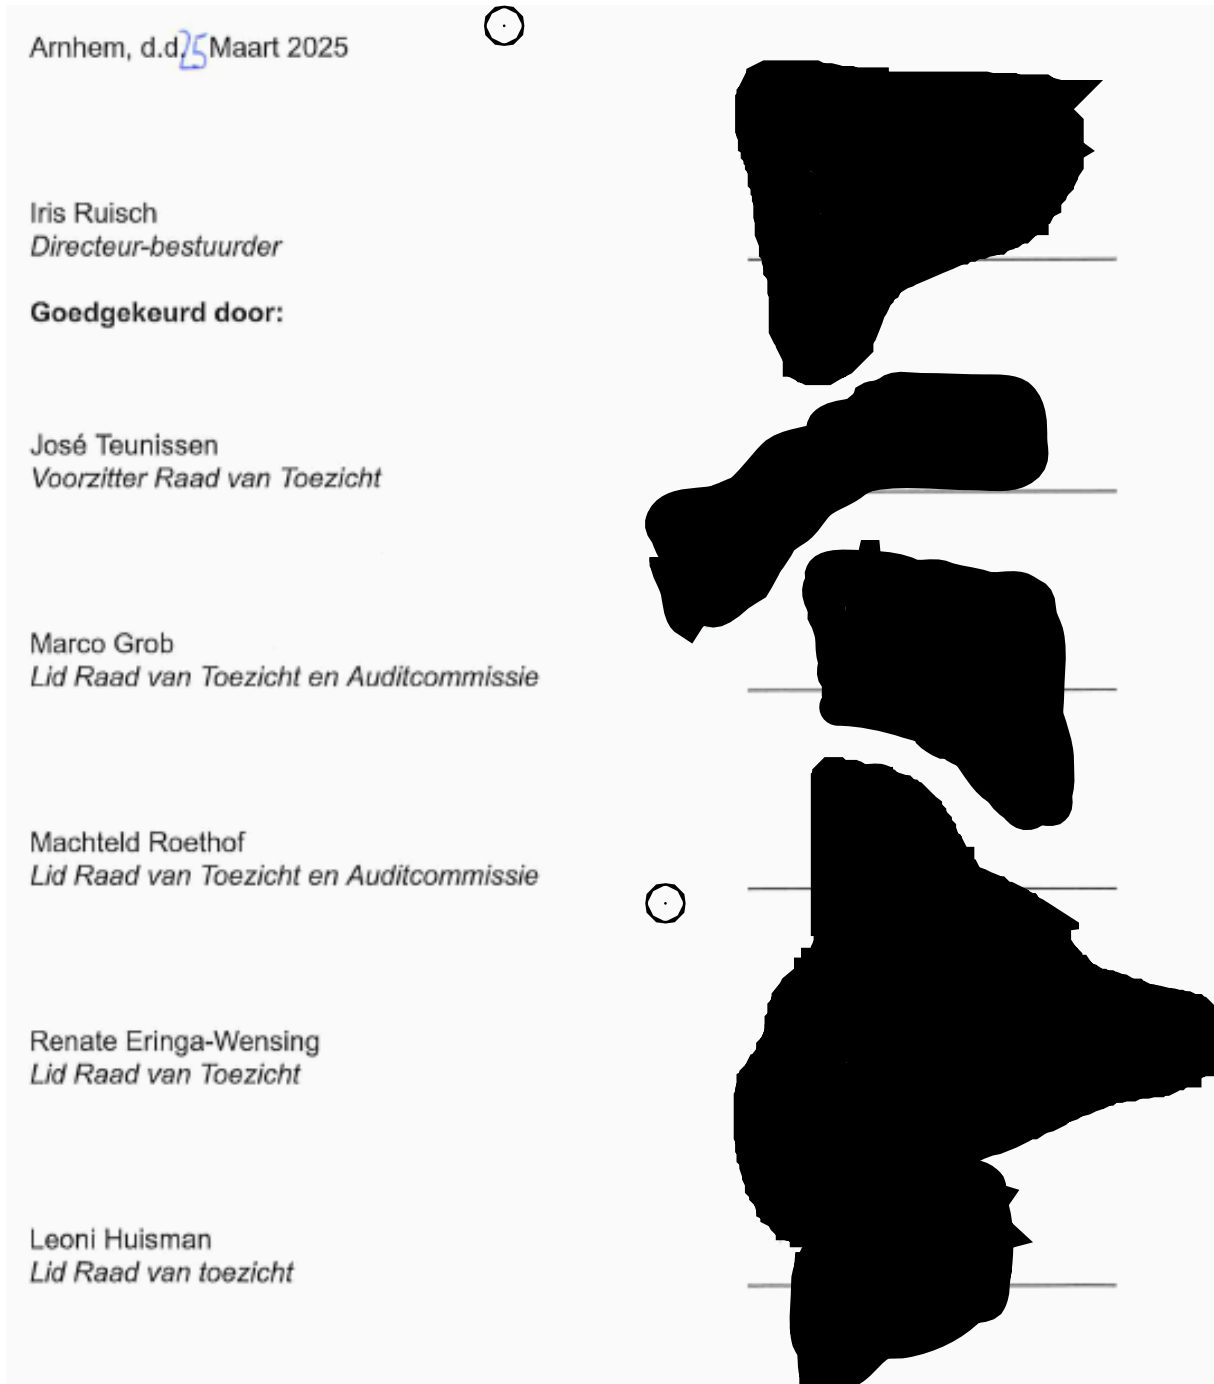 Arnhem, d.d. 25 Maart 2025
Iris Ruisch
Directeur-bestuurder
Goedgekeurd door:
José Teunissen
Voorzitter Raad van Toezicht
Marco Grob
Lid Raad van Toezicht en Auditcommissie
Machteld Roethof
Lid Raad van Toezicht en Auditcommissie
Renate Eringa-Wensing
Lid Raad van Toezicht
Leoni Huisman
Lid Raad van toezicht